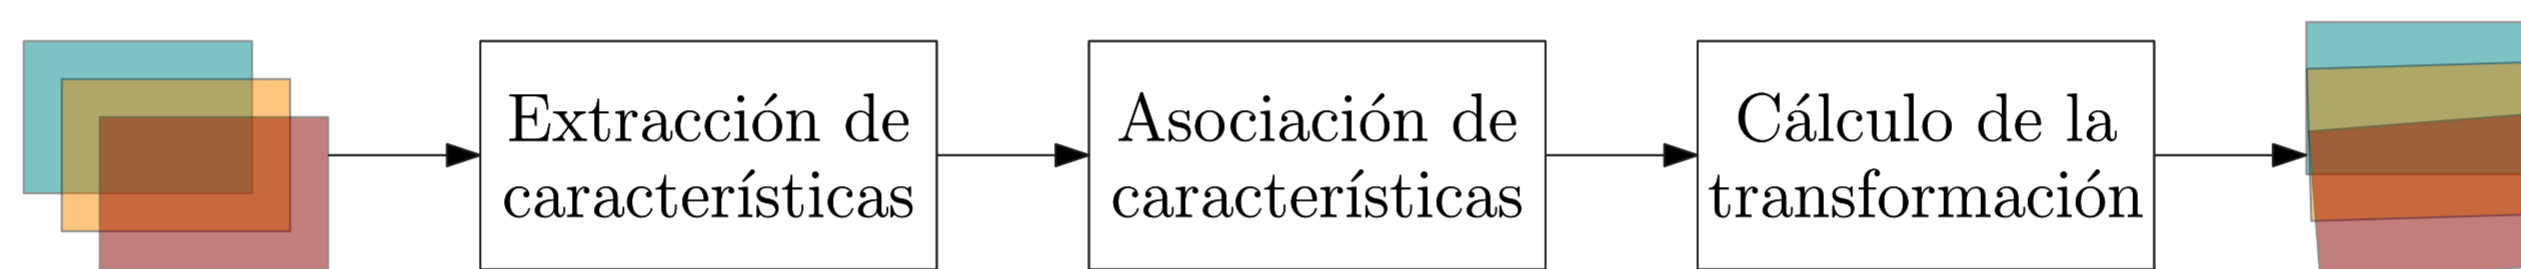 Extracción de
características
Asociación de
características
Cálculo de la
transformación